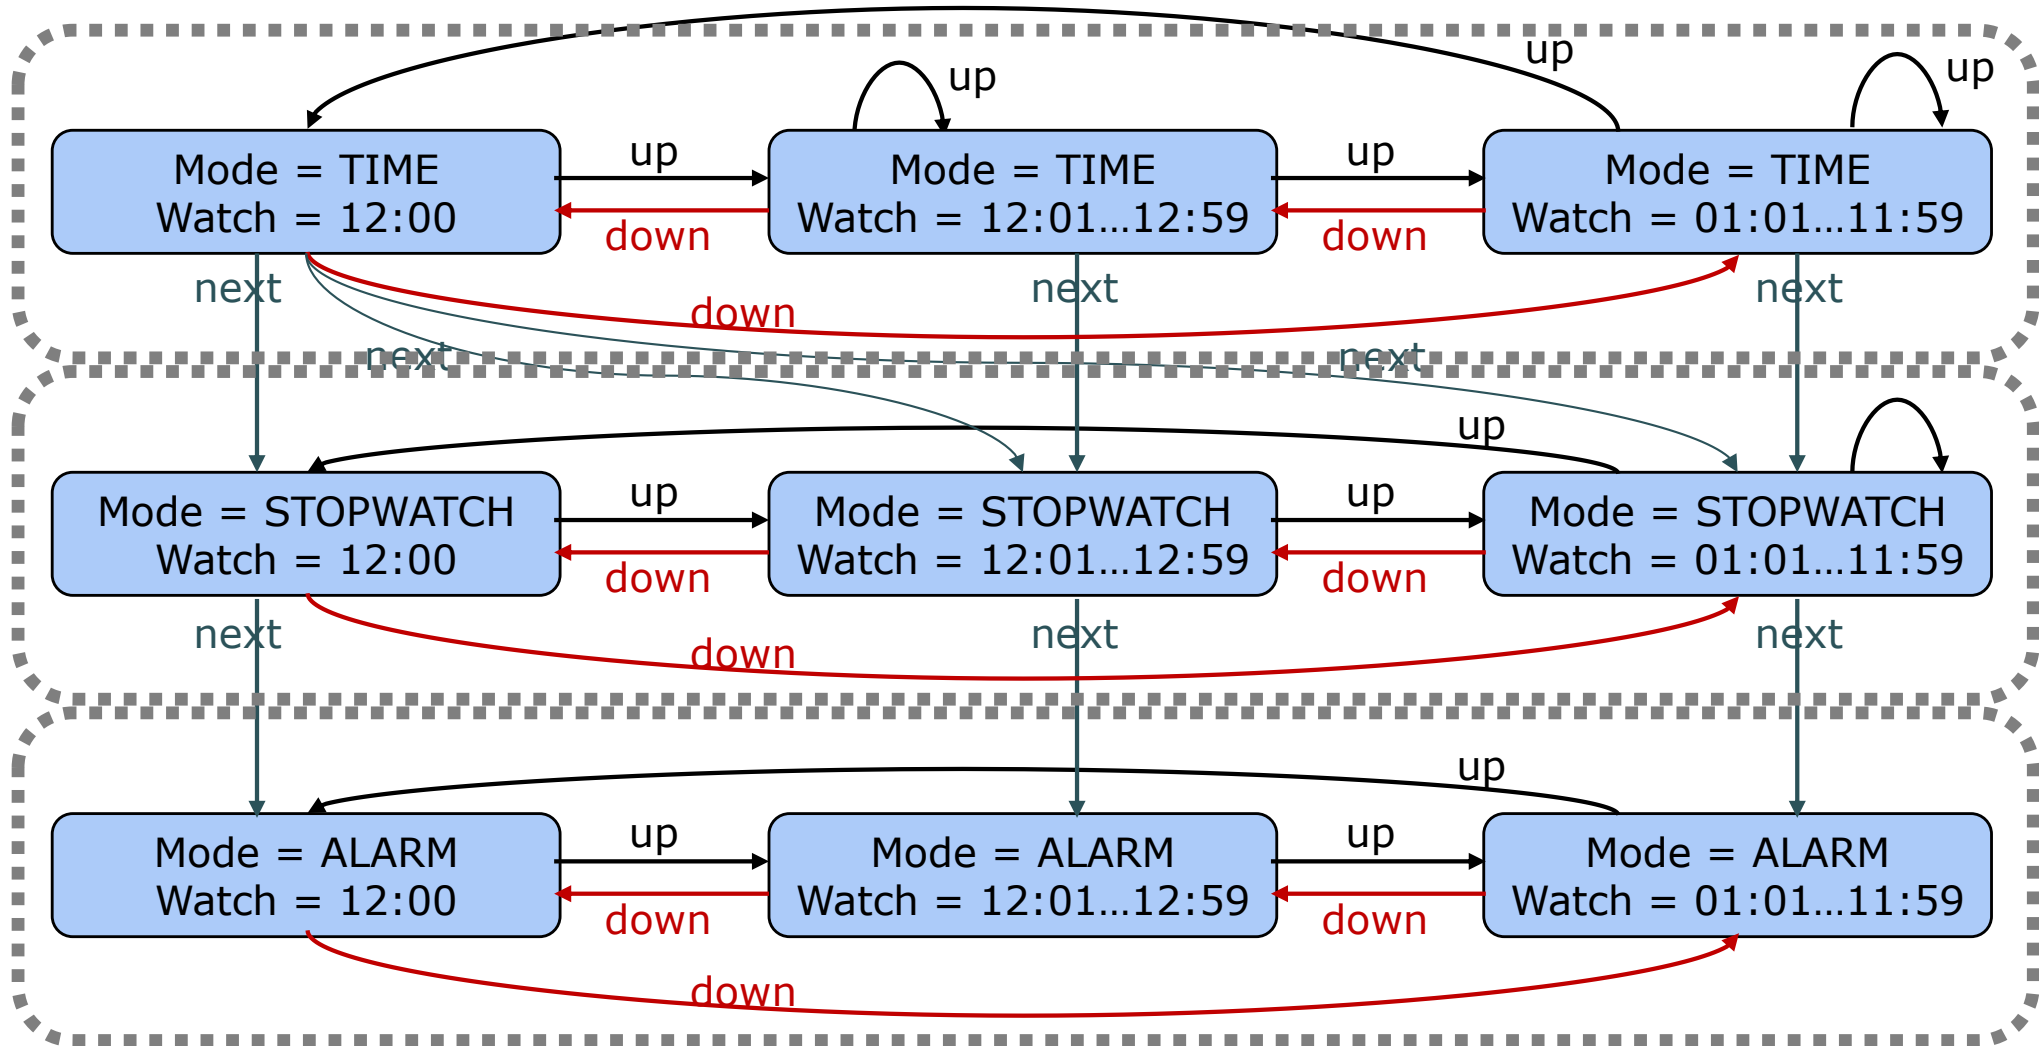 up
up
up
Mode = TIME
Watch = 12:00
up
down
Mode = TIME
Watch = 12:01...12:59
up
down
Mode = TIME
Watch = 01:01...11:59
next
down
next
next
next
next
up
Mode = STOPWATCH
Watch = 12:00
up
down
Mode = STOPWATCH
Watch = 12:01...12:59
up
down
Mode = STOPWATCH
Watch = 01:01...11:59
next
down
next
next
up
Mode = ALARM
Watch = 12:00
up
down
Mode = ALARM
Watch = 12:01...12:59
up
down
Mode = ALARM
Watch = 01:01...11:59
down